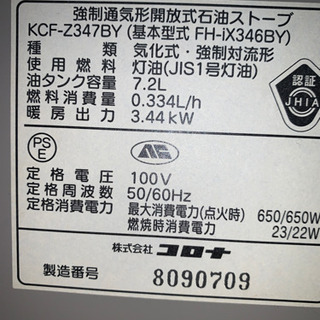 強制通気形開放式石油ストーブ
KCF-Z347BY (基本型式 FH-iX346BY)
種類 気化式・強制対流形
使用燃料 灯油(JIS1号灯油)
油タンク容量 7.2L
燃料消費量 0.334L/h
暖房出力 3.44kW
認証
JHIA
PS
E
定格電圧 100V
定格周波数 50/60Hz
定格消費電力 最大消費電力(点火時) 650/650W
燃焼時消費電力 23/22W
株式会社 コロナ
製造番号 8090709